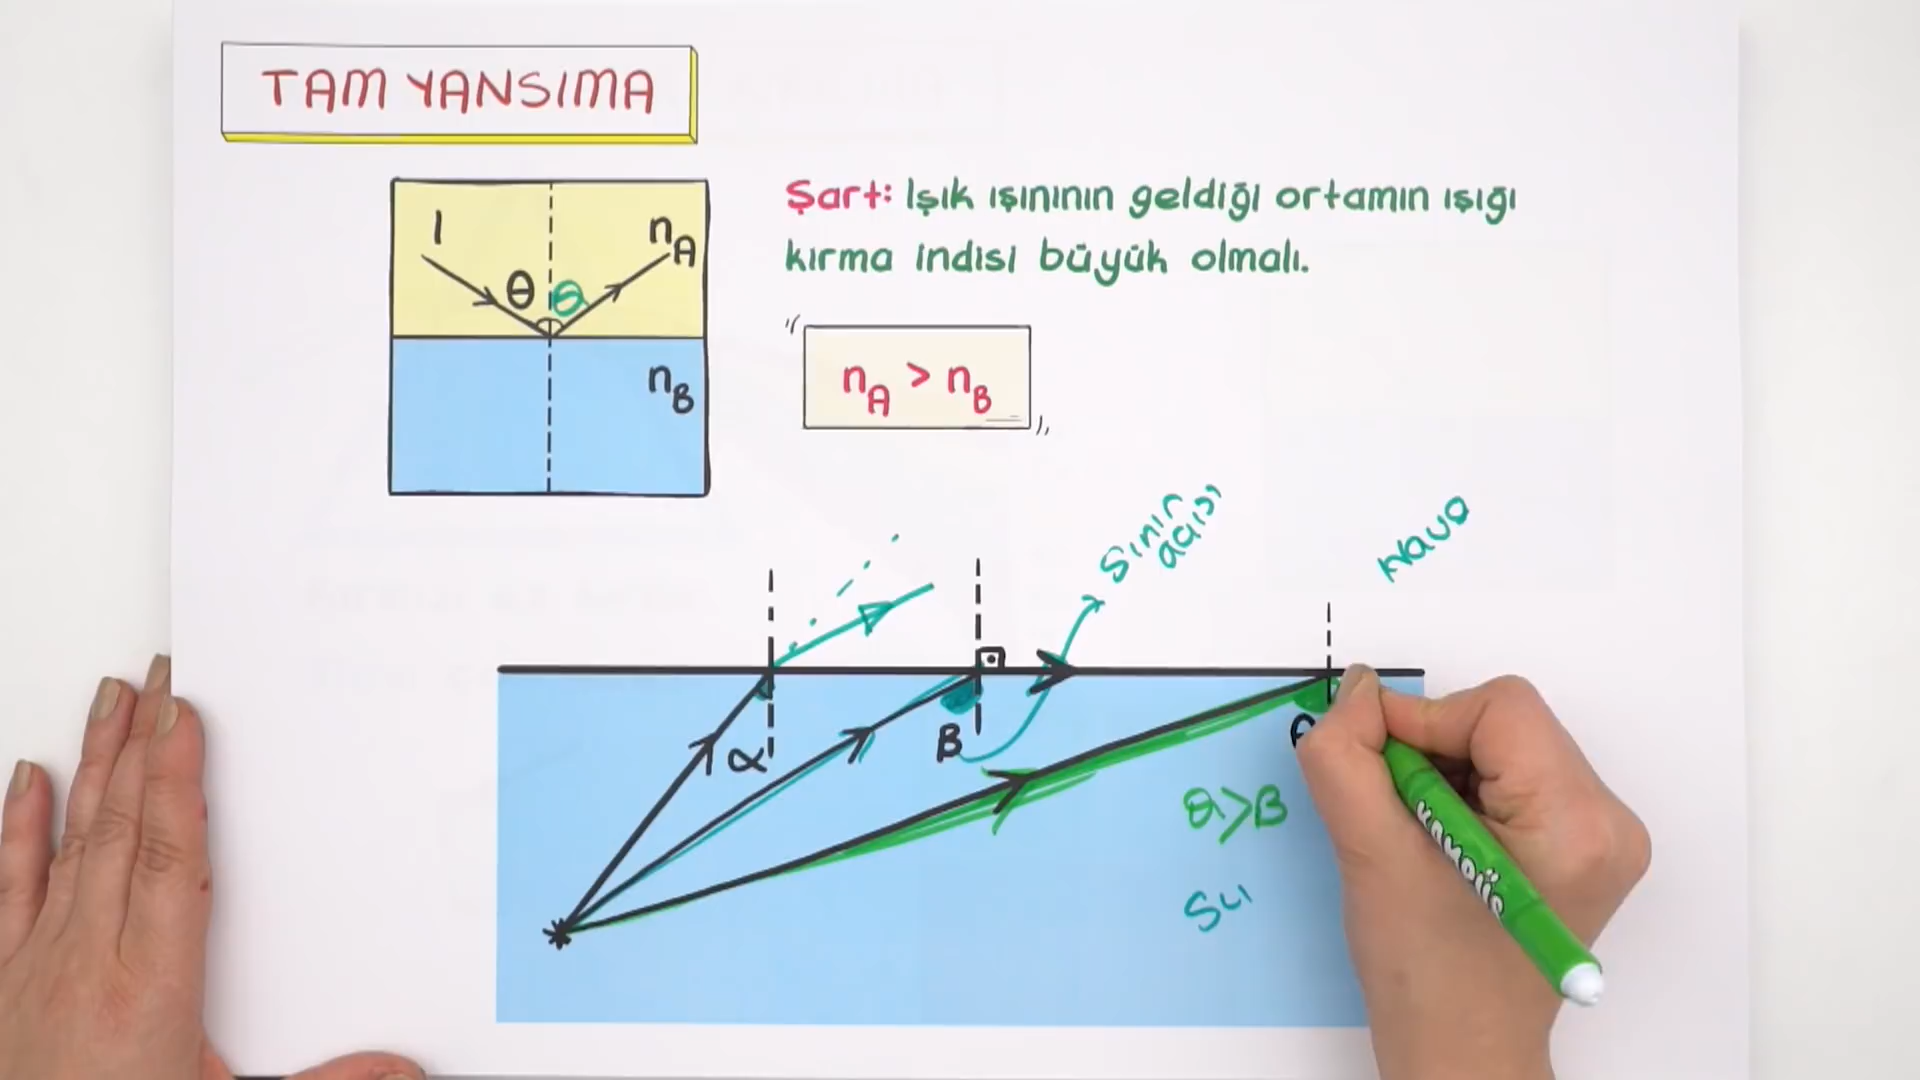 TAM YANSIMA
Şart: Işık ışınının geldiği ortamın ışığı
kırma indisi büyük olmalı.
1
nA
θ
θ
nB
nA > nB
Sınır
açısı
Hava
α
B
θ>B
Su